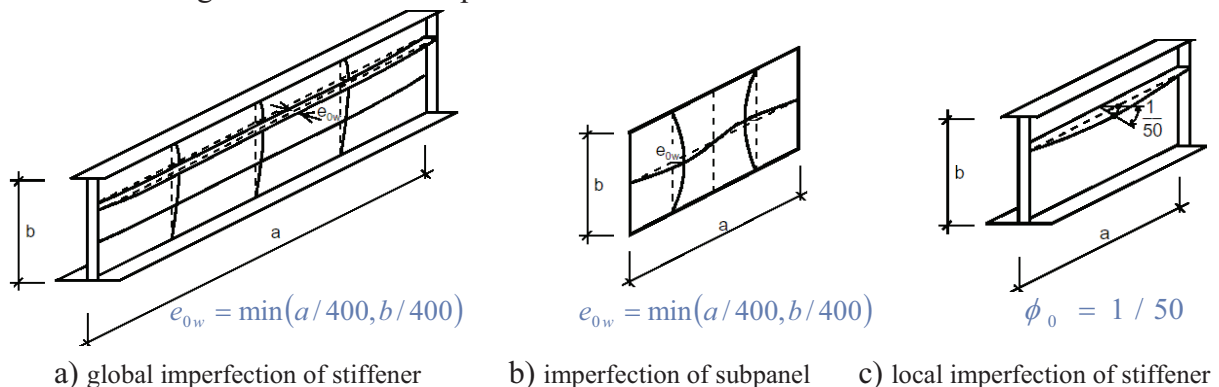 e0w
b
a
e0w = min(a/400, b/400)
a) global imperfection of stiffener
e0w
b
a
e0w = min(a/400, b/400)
b) imperfection of subpanel
1
50
b
a
ϕ0 = 1 / 50
c) local imperfection of stiffener